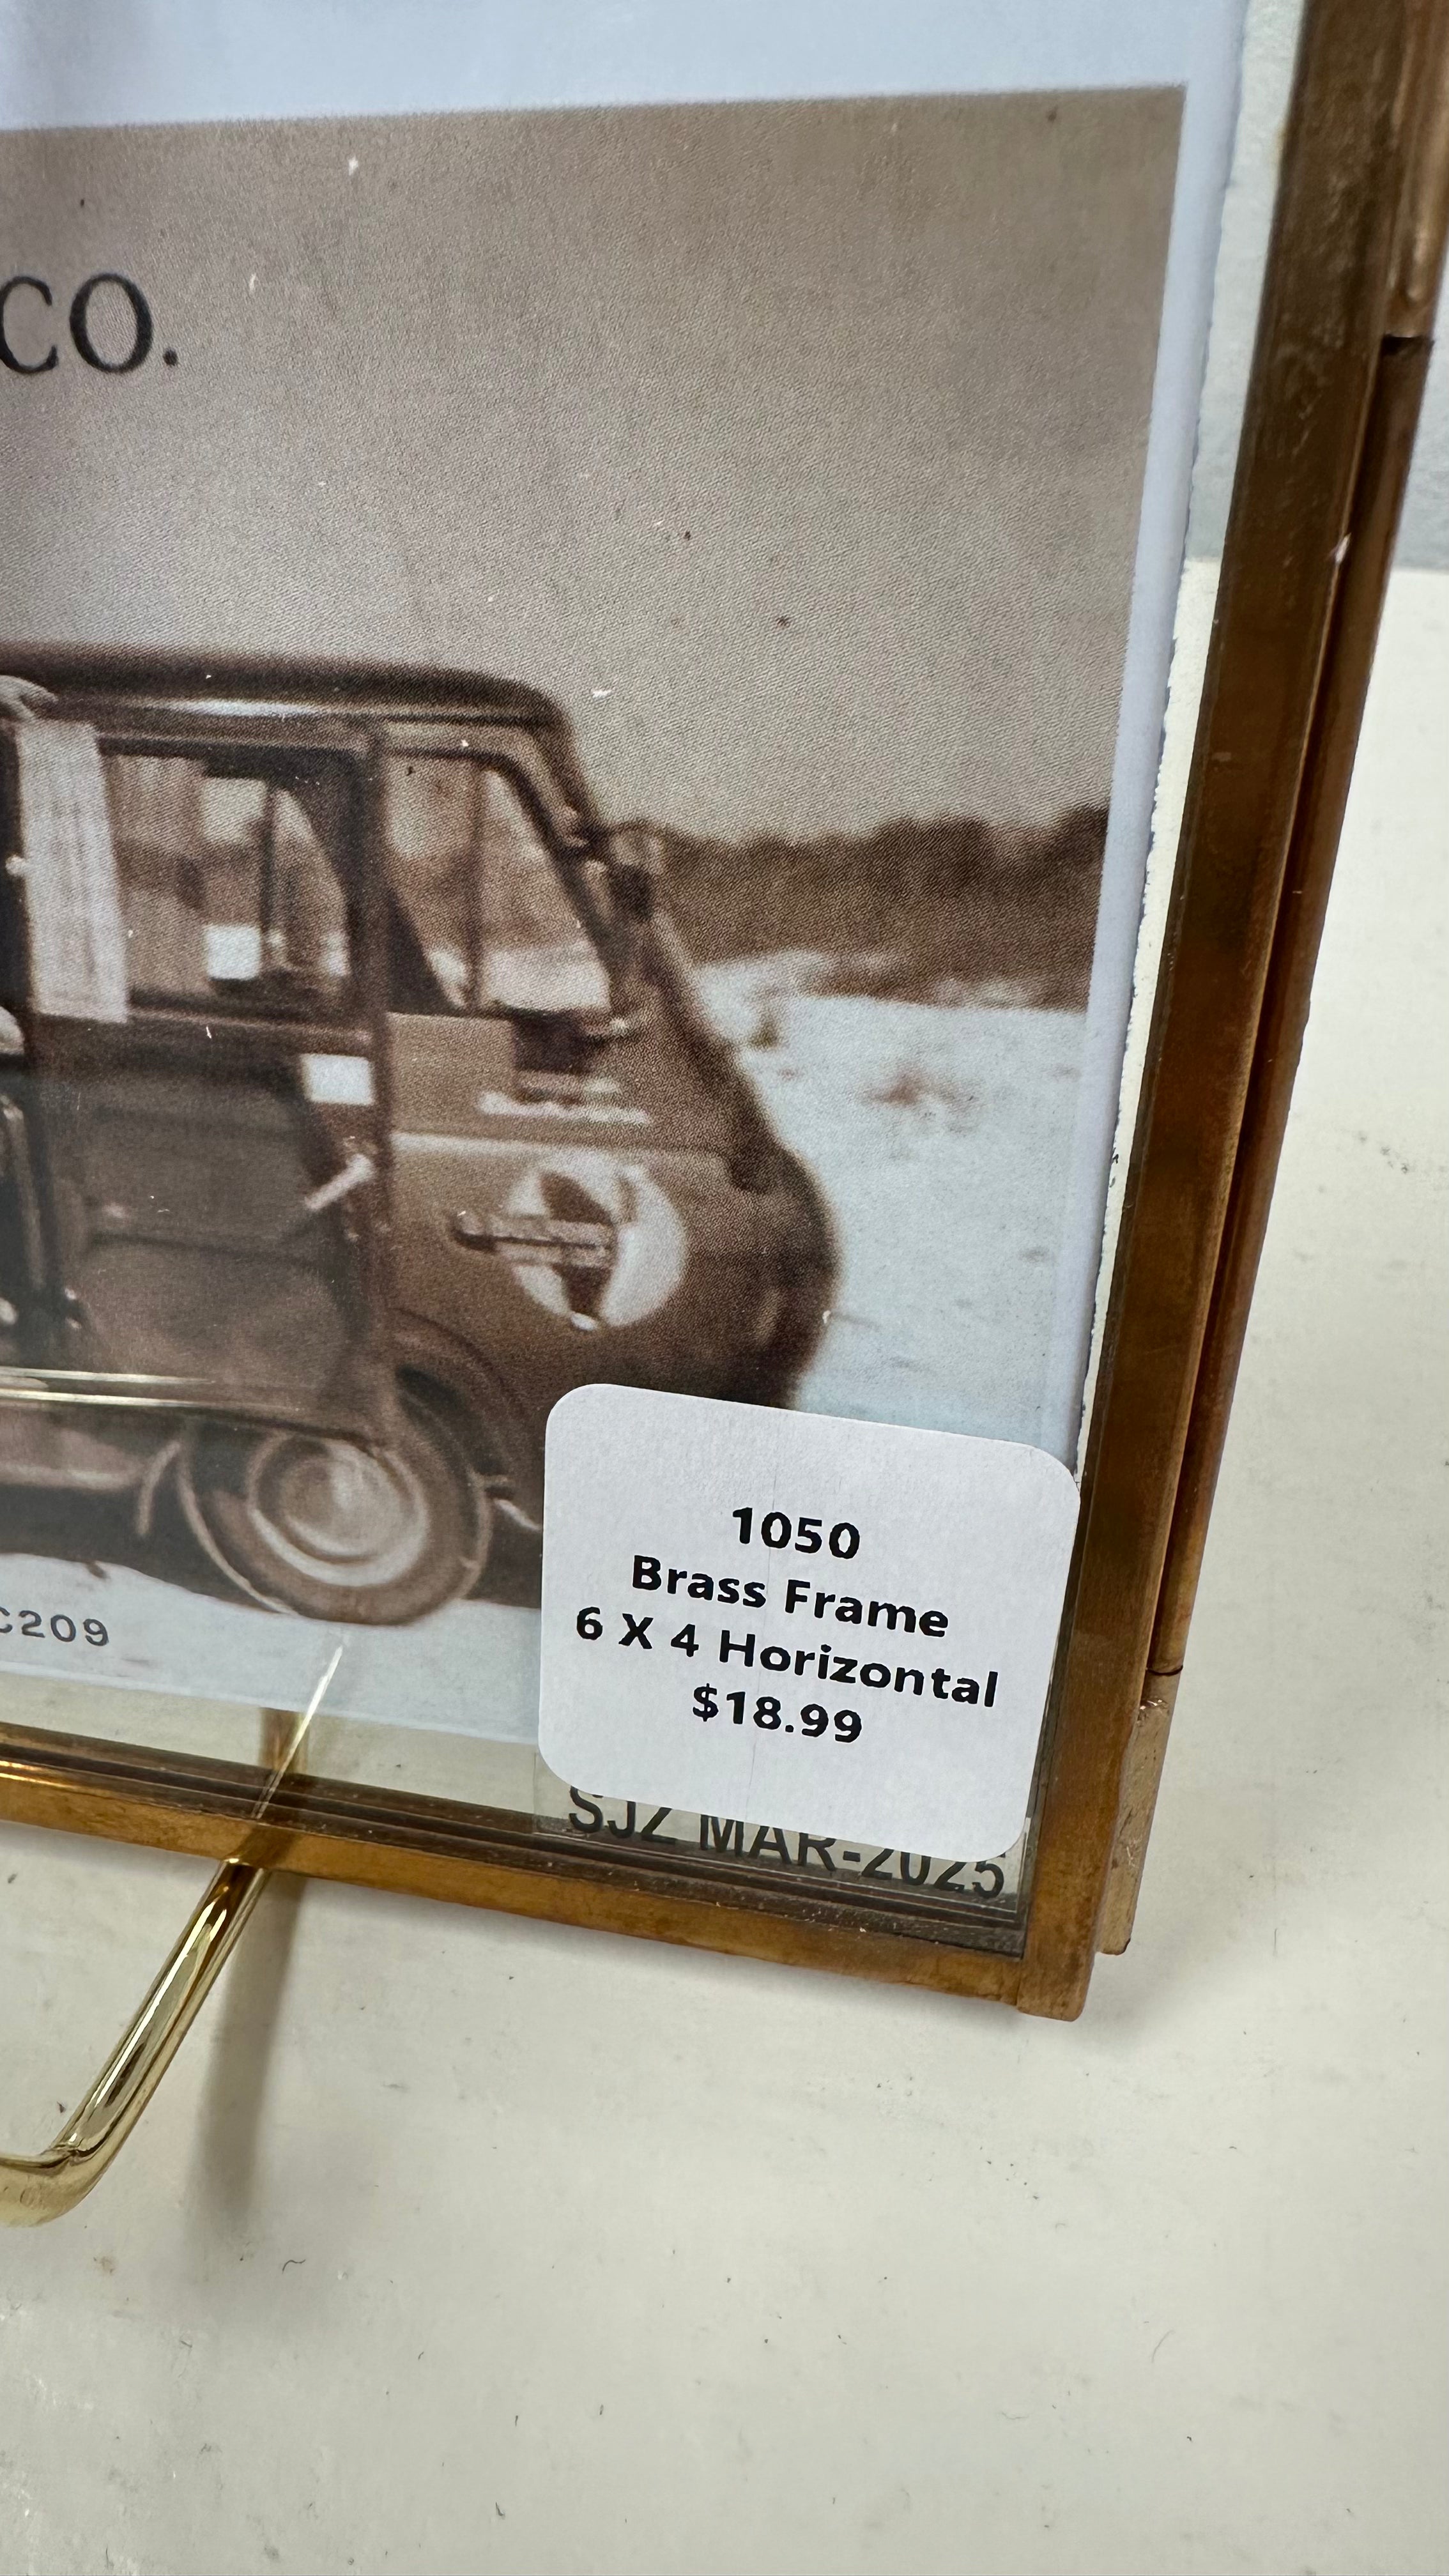 CO.
C209
1050
Brass Frame
6 X 4 Horizontal
$18.99
SJZ MAR-2025